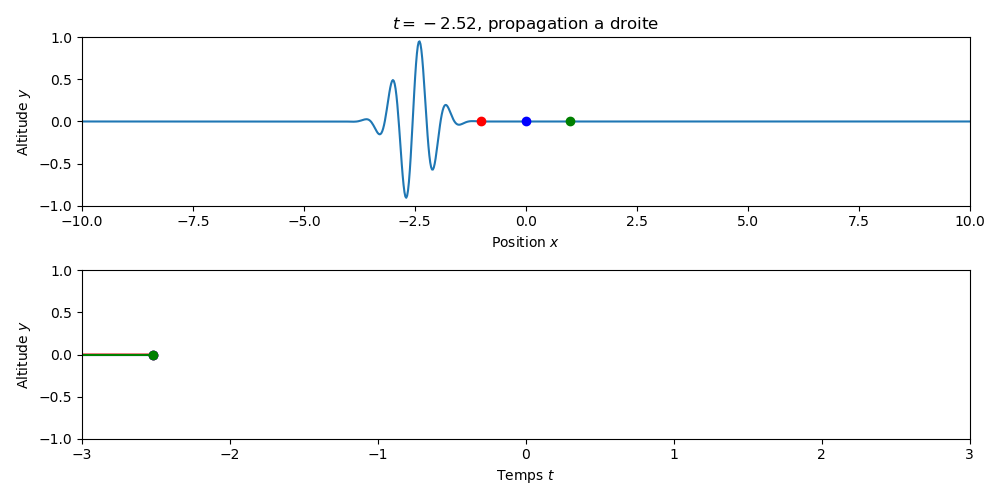 t = −2.52, propagation a droite
1.0
0.5
0.0
−0.5
−1.0
Altitude y
−10.0 −7.5 −5.0 −2.5 0.0 2.5 5.0 7.5 10.0
Position x
1.0
0.5
0.0
−0.5
−1.0
Altitude y
−3 −2 −1 0 1 2 3
Temps t